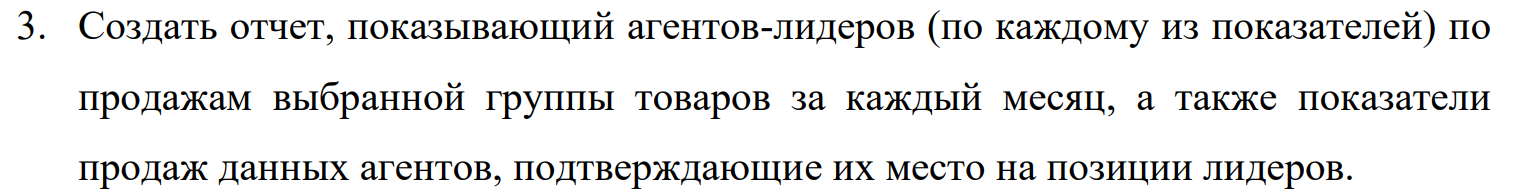 3. Создать отчет, показывающий агентов-лидеров (по каждому из показателей) по
продажам выбранной группы товаров за каждый месяц, а также показатели
продаж данных агентов, подтверждающие их место на позиции лидеров.